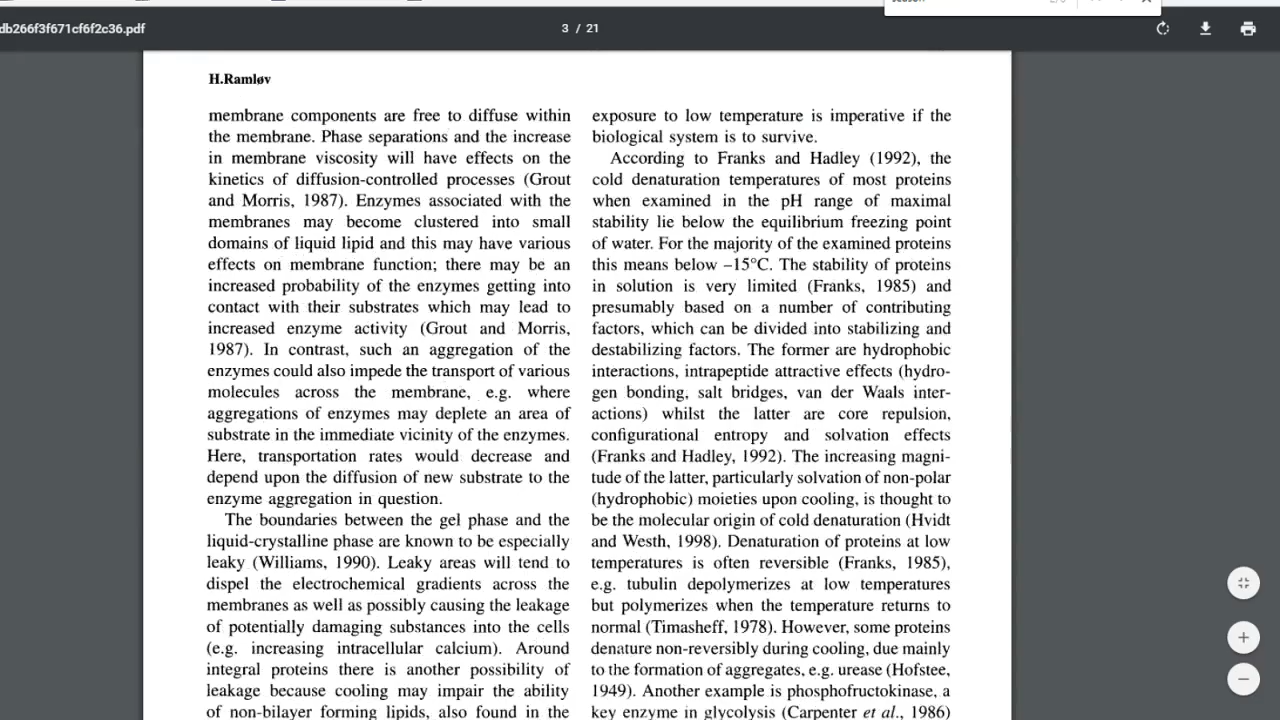 db266f3f671cf6f2c36.pdf
3 / 21
H.Ramløv
membrane components are free to diffuse within
the membrane. Phase separations and the increase
in membrane viscosity will have effects on the
kinetics of diffusion-controlled processes (Grout
and Morris, 1987). Enzymes associated with the
membranes may become clustered into small
domains of liquid lipid and this may have various
effects on membrane function; there may be an
increased probability of the enzymes getting into
contact with their substrates which may lead to
increased enzyme activity (Grout and Morris,
1987). In contrast, such an aggregation of the
enzymes could also impede the transport of various
molecules across the membrane, e.g. where
aggregations of enzymes may deplete an area of
substrate in the immediate vicinity of the enzymes.
Here, transportation rates would decrease and
depend upon the diffusion of new substrate to the
enzyme aggregation in question.
The boundaries between the gel phase and the
liquid-crystalline phase are known to be especially
leaky (Williams, 1990). Leaky areas will tend to
dispel the electrochemical gradients across the
membranes as well as possibly causing the leakage
of potentially damaging substances into the cells
(e.g. increasing intracellular calcium). Around
integral proteins there is another possibility of
leakage because cooling may impair the ability
of non-bilayer forming lipids, also found in the
exposure to low temperature is imperative if the
biological system is to survive.
According to Franks and Hadley (1992), the
cold denaturation temperatures of most proteins
when examined in the pH range of maximal
stability lie below the equilibrium freezing point
of water. For the majority of the examined proteins
this means below –15°C. The stability of proteins
in solution is very limited (Franks, 1985) and
presumably based on a number of contributing
factors, which can be divided into stabilizing and
destabilizing factors. The former are hydrophobic
interactions, intrapeptide attractive effects (hydro-
gen bonding, salt bridges, van der Waals inter-
actions) whilst the latter are core repulsion,
configurational entropy and solvation effects
(Franks and Hadley, 1992). The increasing magni-
tude of the latter, particularly solvation of non-polar
(hydrophobic) moieties upon cooling, is thought to
be the molecular origin of cold denaturation (Hvidt
and Westh, 1998). Denaturation of proteins at low
temperatures is often reversible (Franks, 1985),
e.g. tubulin depolymerizes at low temperatures
but polymerizes when the temperature returns to
normal (Timasheff, 1978). However, some proteins
denature non-reversibly during cooling, due mainly
to the formation of aggregates, e.g. urease (Hofstee,
1949). Another example is phosphofructokinase, a
key enzyme in glycolysis (Carpenter et al., 1986)